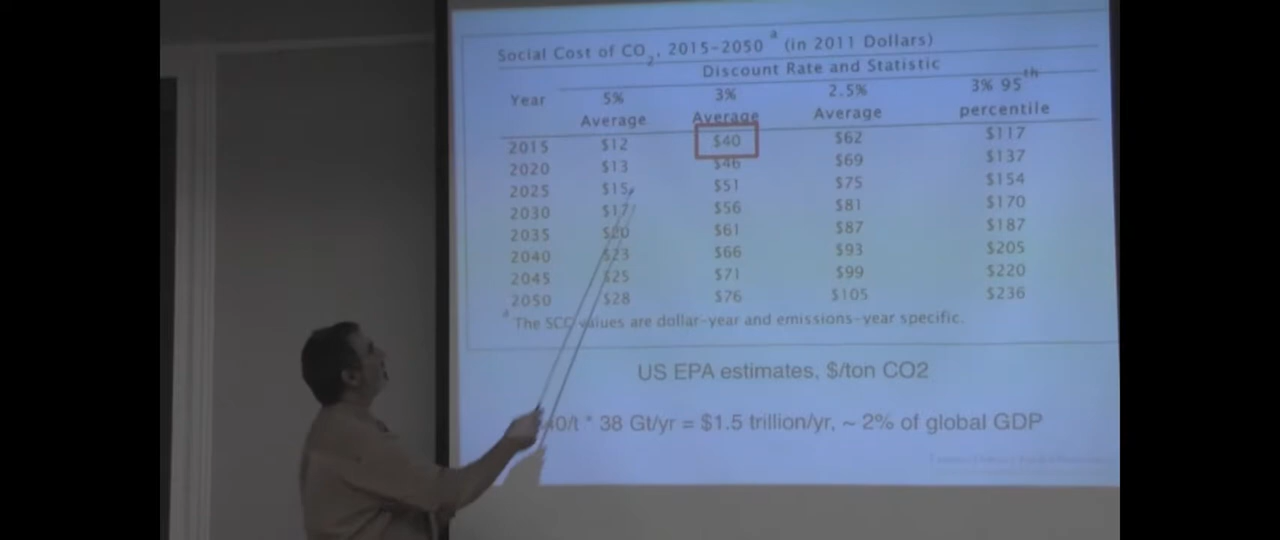 Social Cost of CO2, 2015-2050 a (in 2011 Dollars)
Discount Rate and Statistic
Year 5% Average 3% Average 2.5% Average 3% 95th percentile
2015 $12 $40 $62 $117
2020 $13 $46 $69 $137
2025 $15 $51 $75 $154
2030 $17 $56 $81 $170
2035 $20 $61 $87 $187
2040 $23 $66 $93 $205
2045 $25 $71 $99 $220
2050 $28 $76 $105 $236
a The SCC values are dollar-year and emissions-year specific.
US EPA estimates, $/ton CO2
40/t * 38 Gt/yr = $1.5 trillion/yr, ~ 2% of global GDP